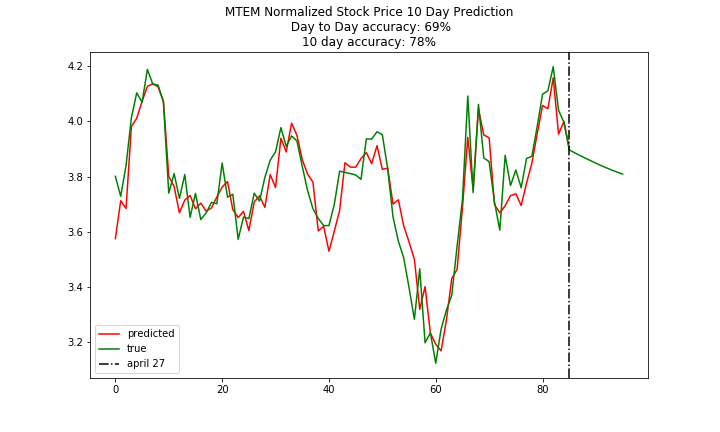 MTEM Normalized Stock Price 10 Day Prediction
Day to Day accuracy: 69%
10 day accuracy: 78%
4.2
4.0
3.8
3.6
3.4
3.2
predicted
true
april 27
0
20
40
60
80